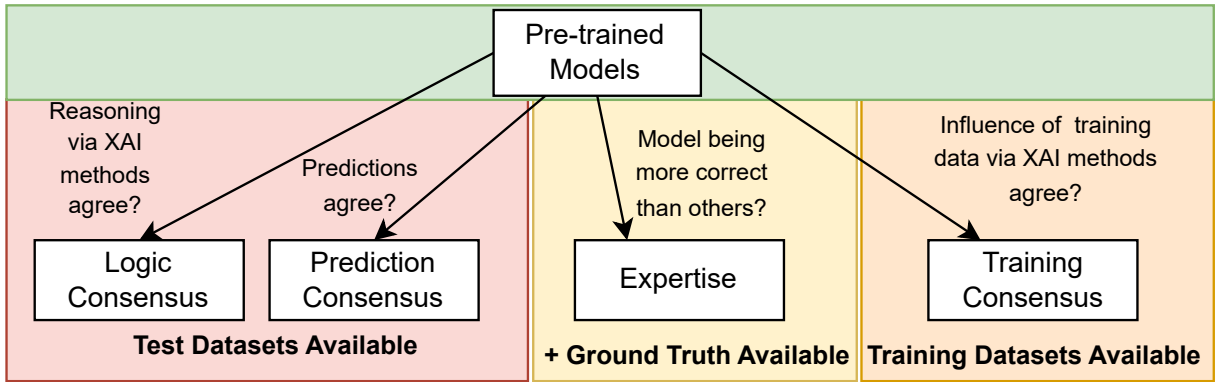 Pre-trained
Models
Reasoning
via XAI
methods
agree?
Predictions
agree?
Model being
more correct
than others?
Influence of training
data via XAI methods
agree?
Logic
Consensus
Prediction
Consensus
Expertise
Training
Consensus
Test Datasets Available
+ Ground Truth Available
Training Datasets Available